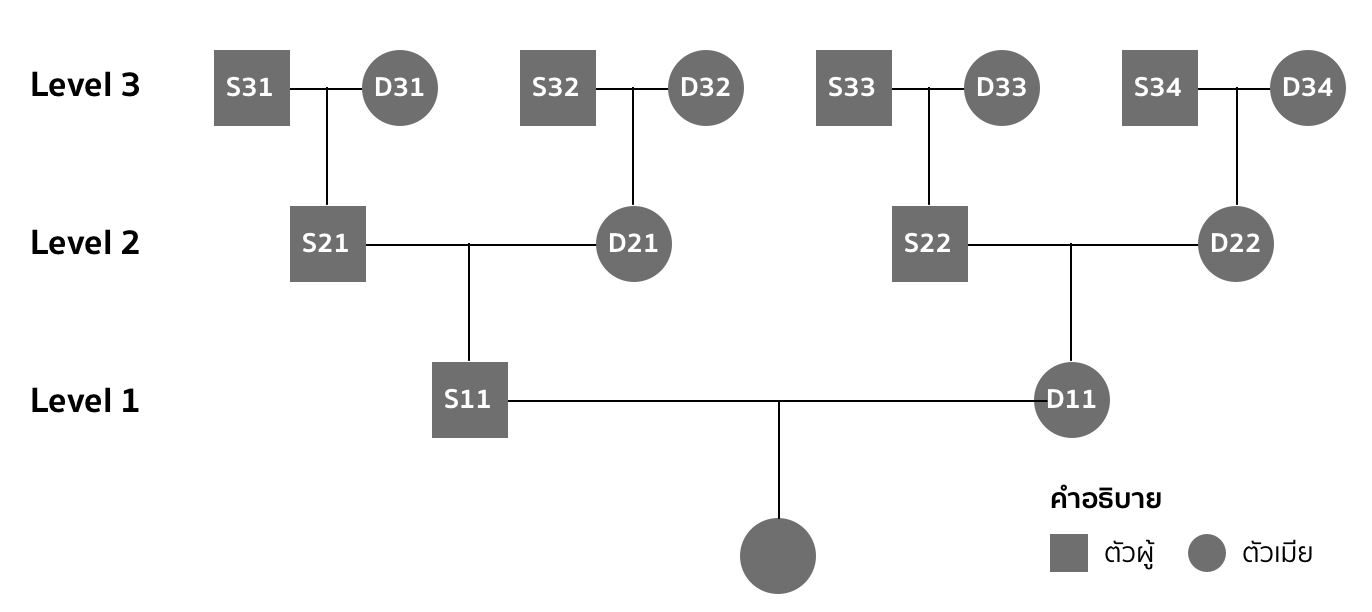 Level 3 S31 D31 S32 D32 S33 D33 S34 D34
Level 2 S21 D21 S22 D22
Level 1 S11 D11
คำอธิบาย
ตัวผู้ ตัวเมีย